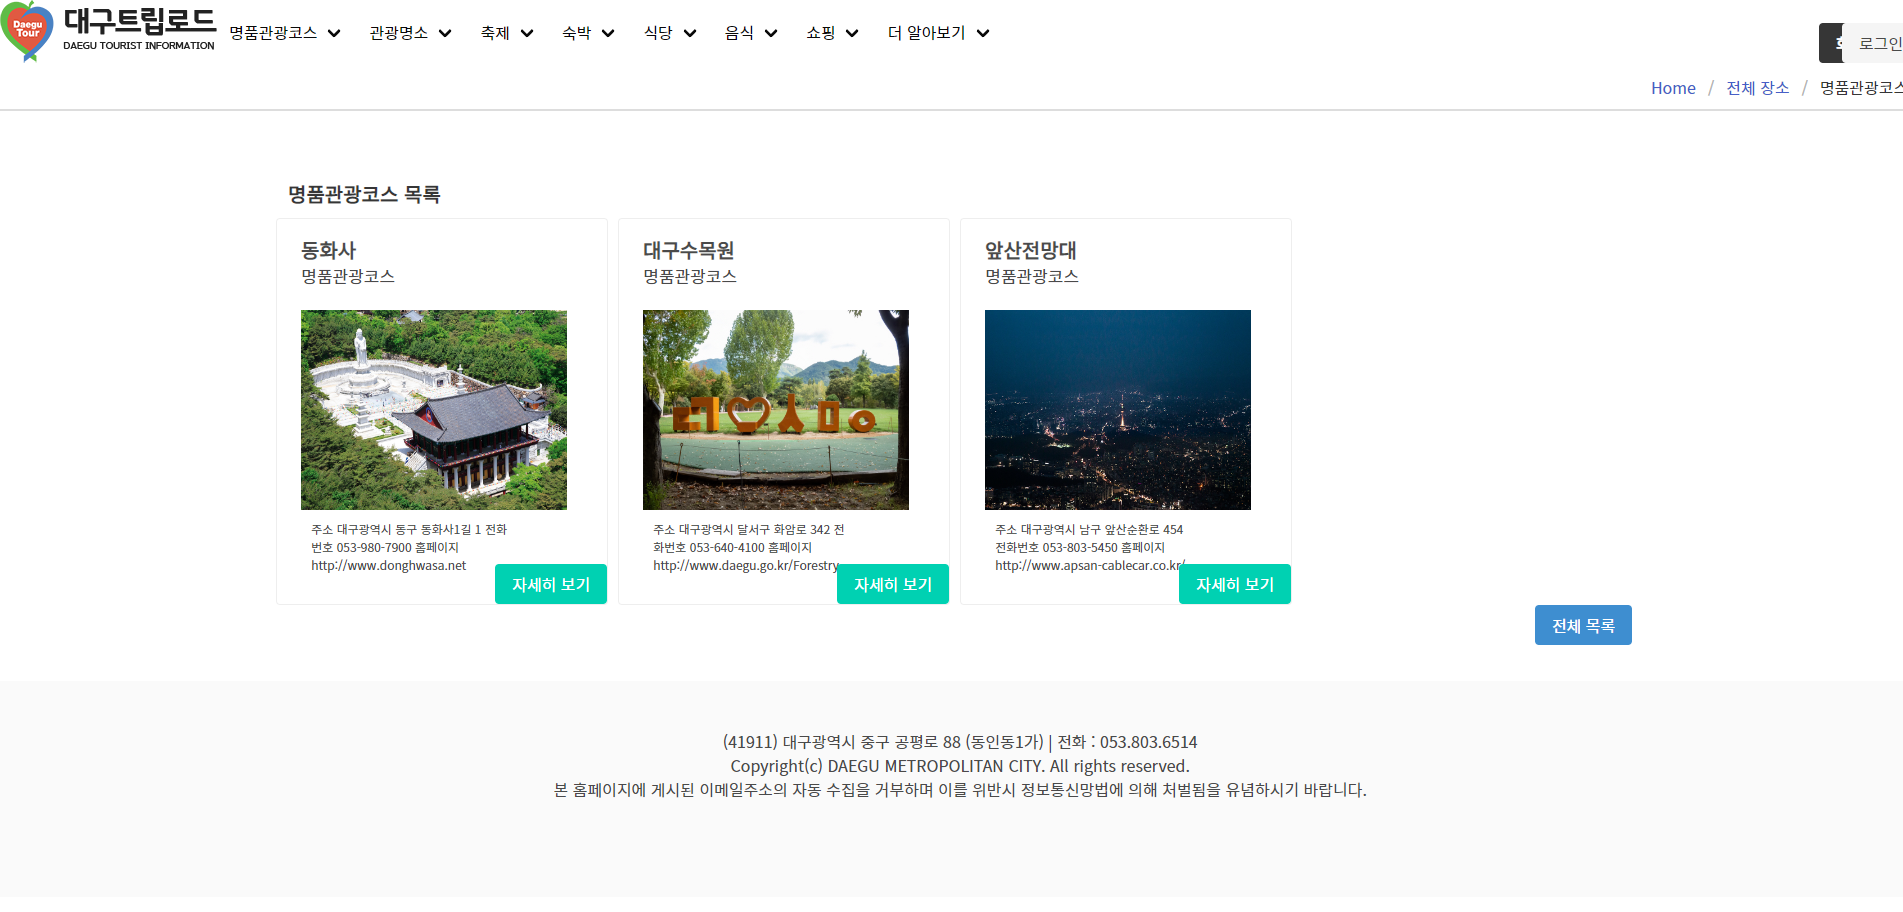 Daegu
Tour
대구트립로드
DAEGU TOURIST INFORMATION
명품관광코스
관광명소
축제
숙박
식당
음식
쇼핑
더 알아보기
로그인
Home / 전체 장소 / 명품관광코스
명품관광코스 목록
동화사
명품관광코스
주소 대구광역시 동구 동화사1길 1 전화
번호 053-980-7900 홈페이지
http://www.donghwasa.net
자세히 보기
대구수목원
명품관광코스
주소 대구광역시 달서구 화암로 342 전
화번호 053-640-4100 홈페이지
http://www.daegu.go.kr/Forestry
자세히 보기
앞산전망대
명품관광코스
주소 대구광역시 남구 앞산순환로 454
전화번호 053-803-5450 홈페이지
http://www.apsan-cablecar.co.kr/
자세히 보기
전체 목록
(41911) 대구광역시 중구 공평로 88 (동인동1가) | 전화 : 053.803.6514
Copyright(c) DAEGU METROPOLITAN CITY. All rights reserved.
본 홈페이지에 게시된 이메일주소의 자동 수집을 거부하며 이를 위반시 정보통신망법에 의해 처벌됨을 유념하시기 바랍니다.